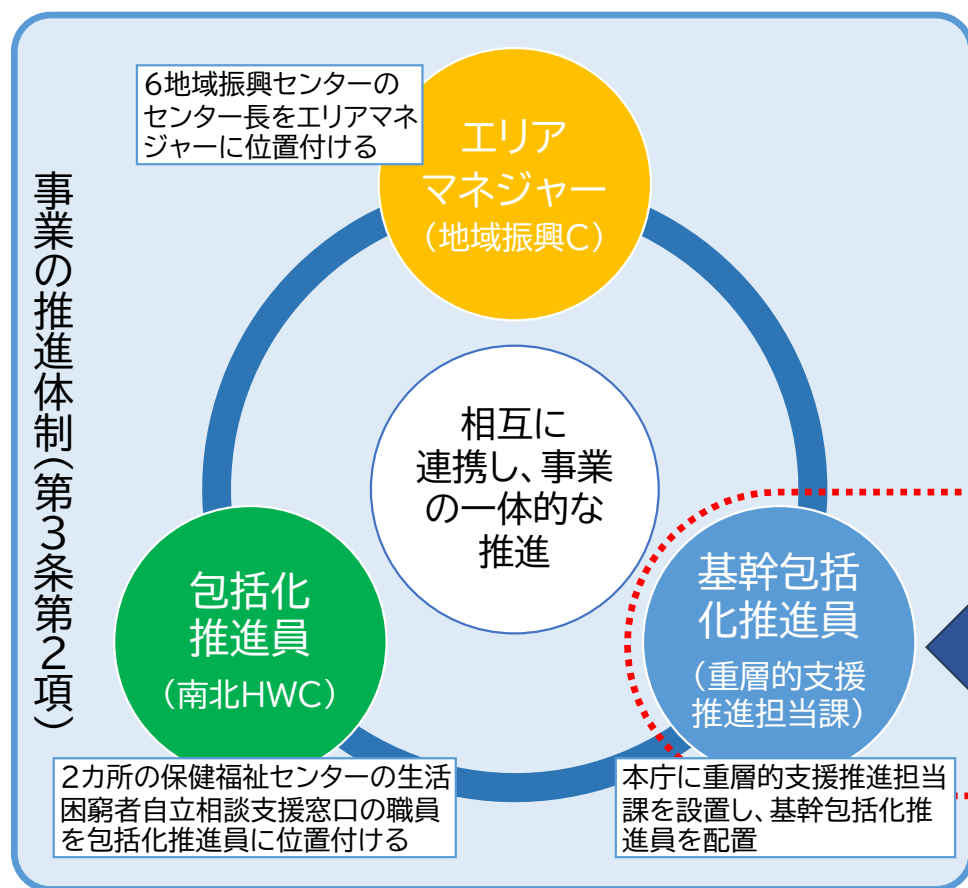 事業の推進体制(第3条第2項)
6地域振興センターの
センター長をエリアマネ
ジャーに位置付ける
エリア
マネジャー
(地域振興C)
相互に
連携し、事業
の一体的な
推進
包括化
推進員
(南北HWC)
2カ所の保健福祉センターの生活
困窮者自立相談支援窓口の職員
を包括化推進員に位置付ける
基幹包括
化推進員
(重層的支援
推進担当課)
本庁に重層的支援推進担当
課を設置し、基幹包括化推
進員を配置